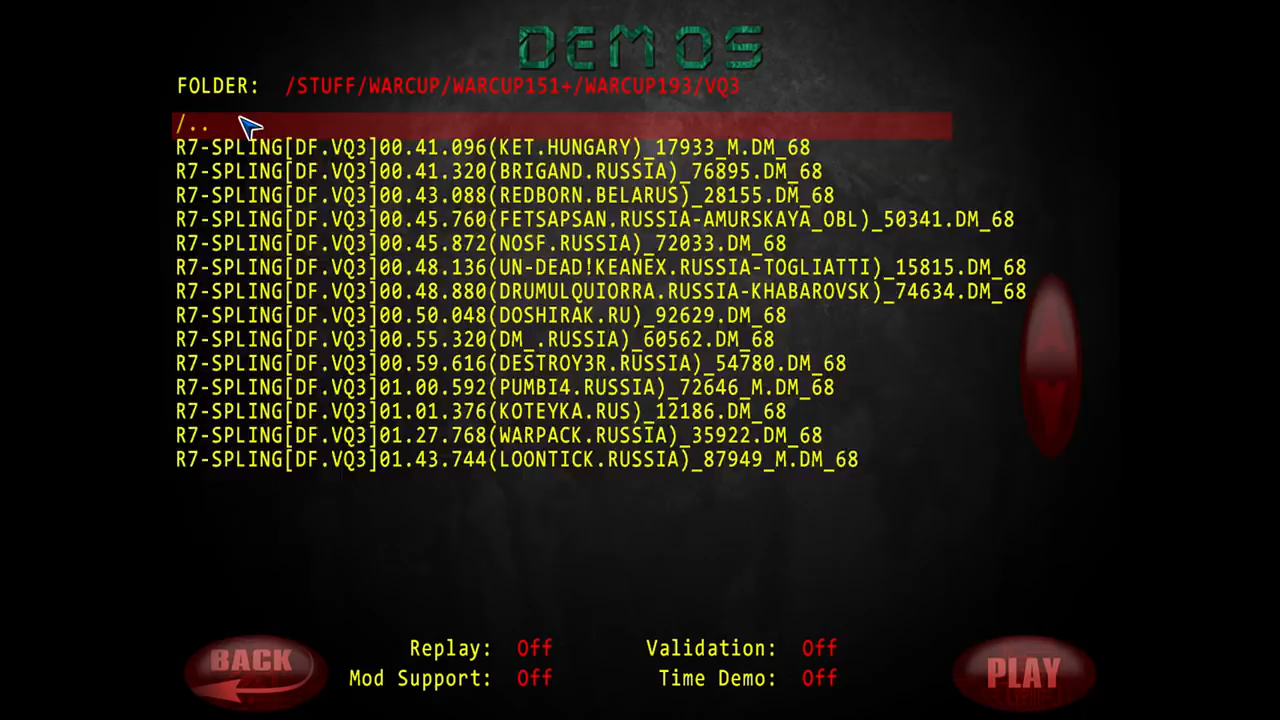 DEMOS
FOLDER: /STUFF/WARCUP/WARCUP151+/WARCUP193/VQ3
/..
R7-SPLING[DF.VQ3]00.41.096(KET.HUNGARY)_17933_M.DM_68
R7-SPLING[DF.VQ3]00.41.320(BRIGAND.RUSSIA)_76895.DM_68
R7-SPLING[DF.VQ3]00.43.088(REDBORN.BELARUS)_28155.DM_68
R7-SPLING[DF.VQ3]00.45.760(FETSAPSAN.RUSSIA-AMURSKAYA_OBL)_50341.DM_68
R7-SPLING[DF.VQ3]00.45.872(NOSF.RUSSIA)_72033.DM_68
R7-SPLING[DF.VQ3]00.48.136(UN-DEAD!KEANEX.RUSSIA-TOGLIATTI)_15815.DM_68
R7-SPLING[DF.VQ3]00.48.880(DRUMULQUIORRA.RUSSIA-KHABAROVSK)_74634.DM_68
R7-SPLING[DF.VQ3]00.50.048(DOSHIRAK.RU)_92629.DM_68
R7-SPLING[DF.VQ3]00.55.320(DM_.RUSSIA)_60562.DM_68
R7-SPLING[DF.VQ3]00.59.616(DESTROY3R.RUSSIA)_54780.DM_68
R7-SPLING[DF.VQ3]01.00.592(PUMBI4.RUSSIA)_72646_M.DM_68
R7-SPLING[DF.VQ3]01.01.376(KOTEYKA.RUS)_12186.DM_68
R7-SPLING[DF.VQ3]01.27.768(WARPACK.RUSSIA)_35922.DM_68
R7-SPLING[DF.VQ3]01.43.744(LOONTICK.RUSSIA)_87949_M.DM_68
Replay: Off Validation: Off
Mod Support: Off Time Demo: Off
BACK PLAY